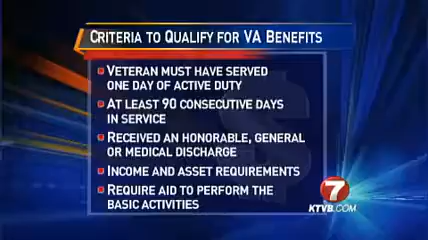 CRITERIA TO QUALIFY FOR VA BENEFITS
VETERAN MUST HAVE SERVED
ONE DAY OF ACTIVE DUTY
AT LEAST 90 CONSECUTIVE DAYS
IN SERVICE
RECEIVED AN HONORABLE, GENERAL
OR MEDICAL DISCHARGE
INCOME AND ASSET REQUIREMENTS
REQUIRE AID TO PERFORM THE
BASIC ACTIVITIES
7
KTVB.COM